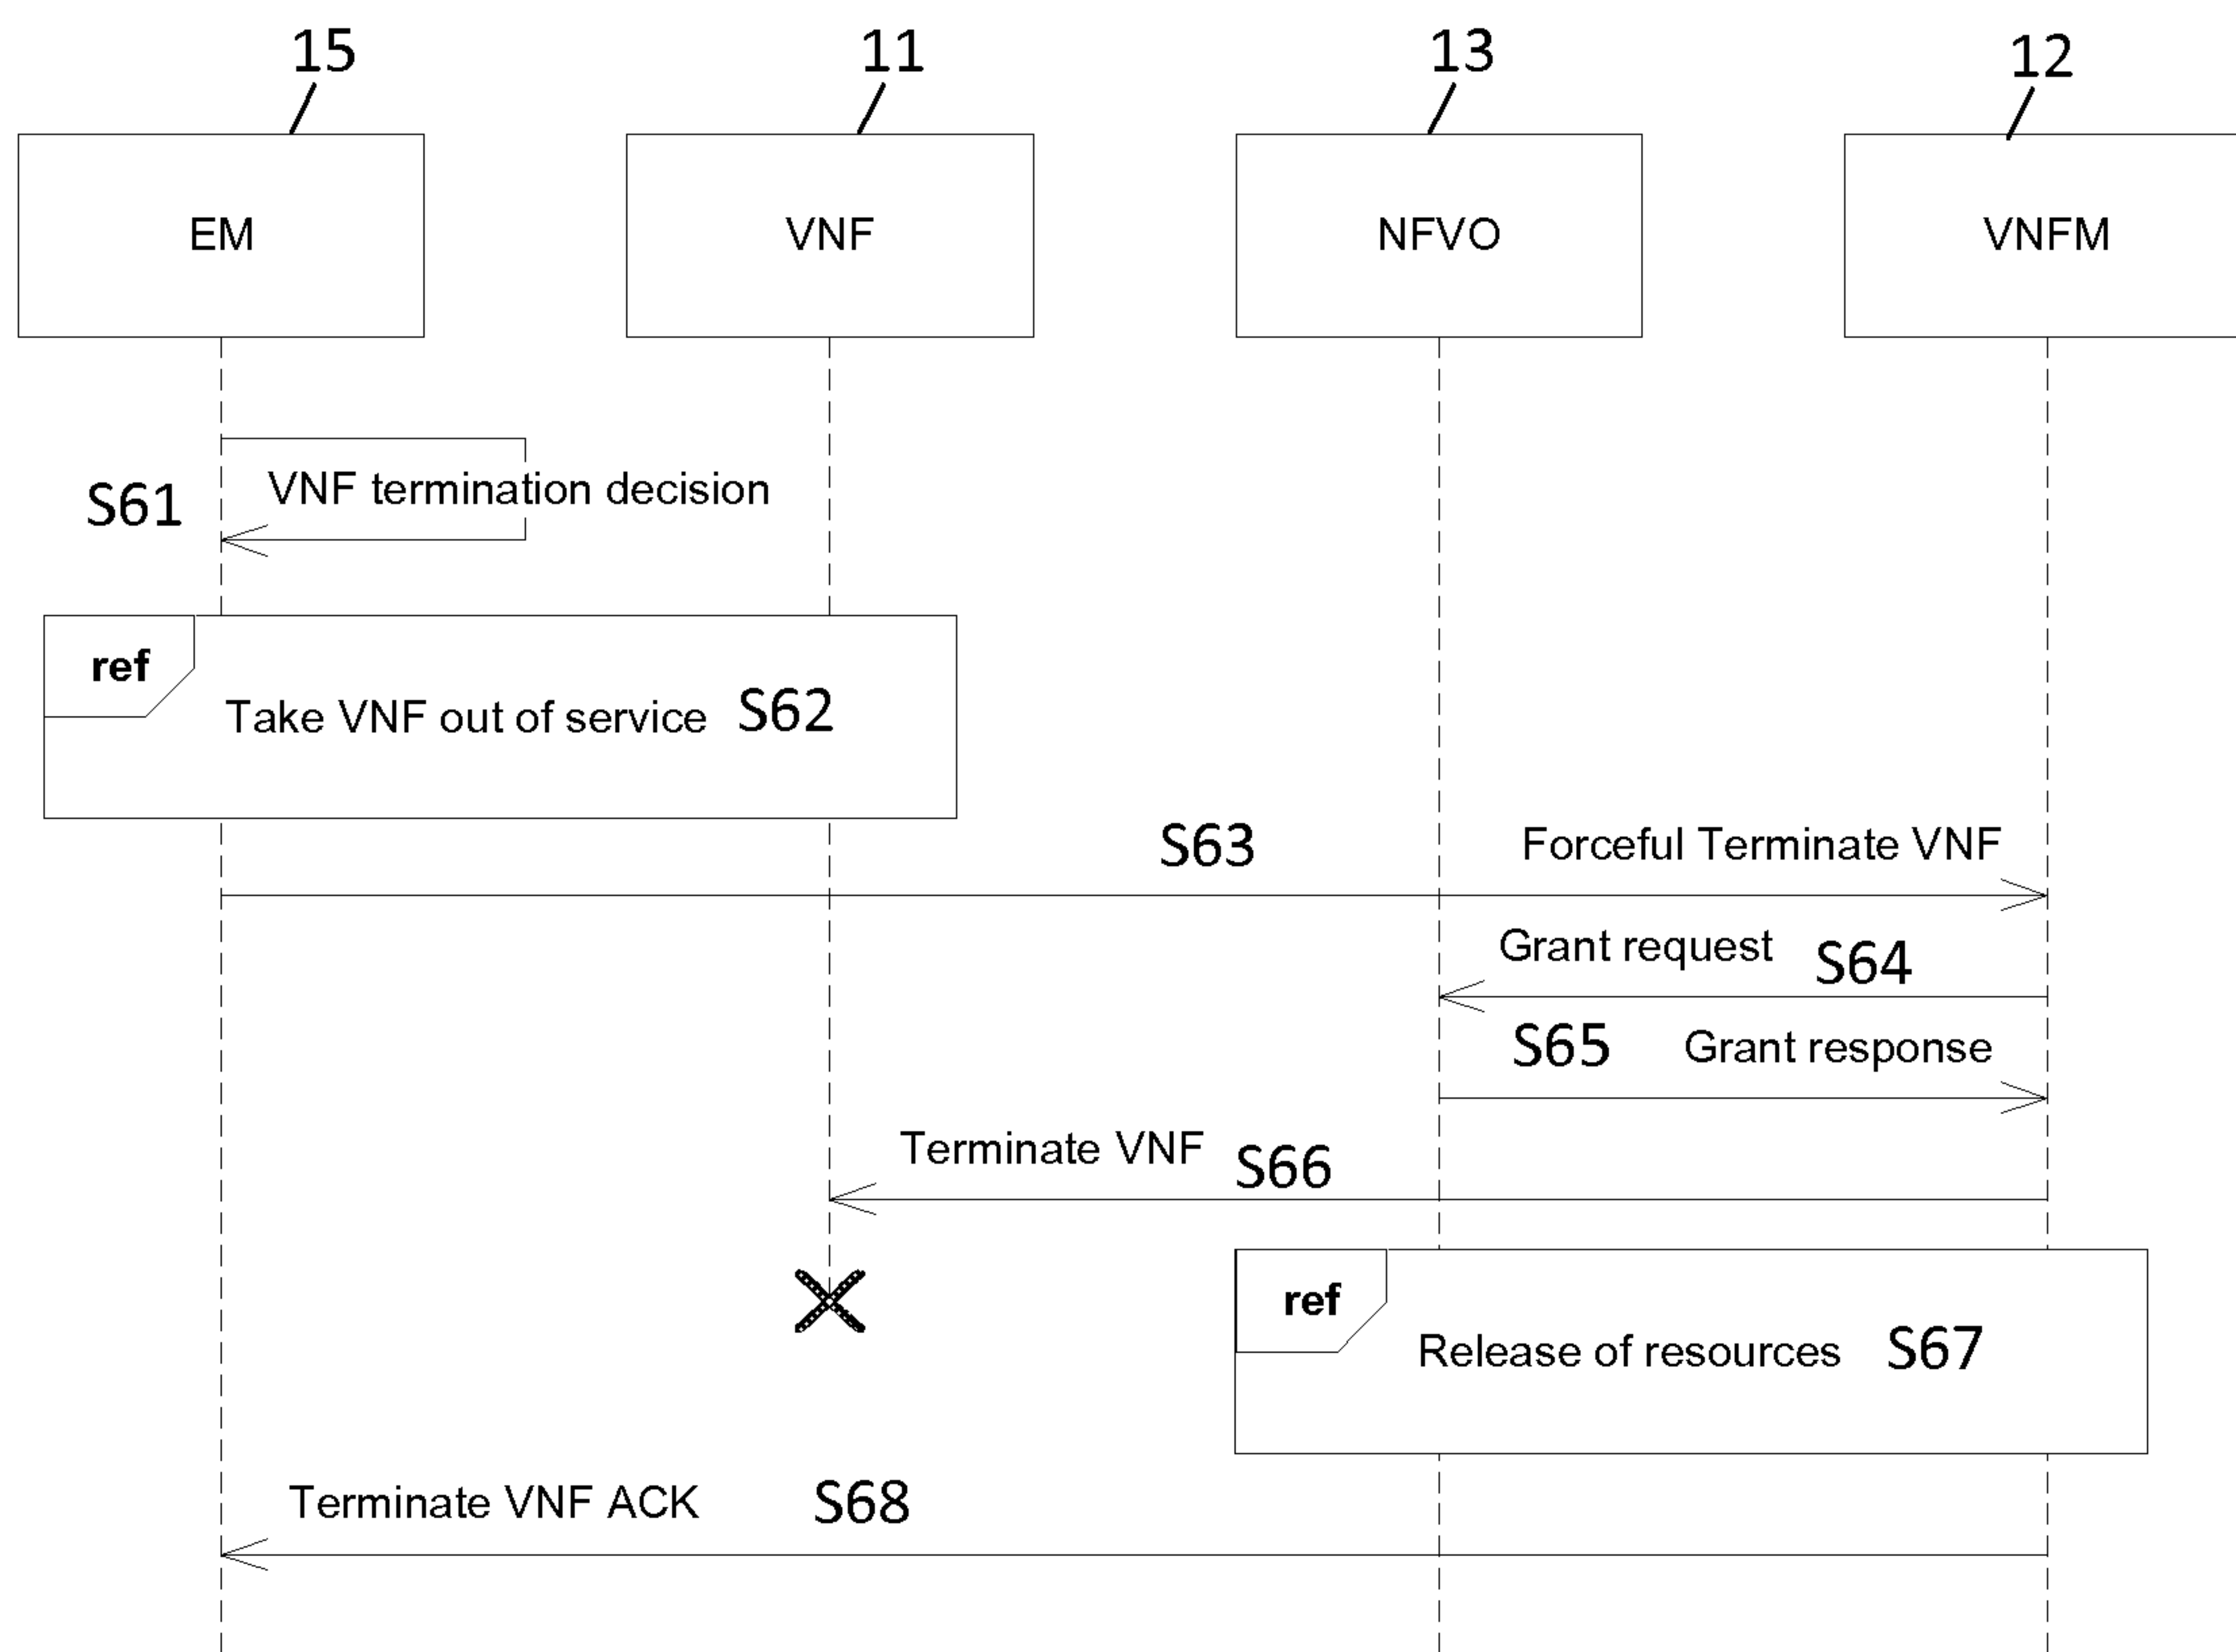 15
11
13
12
EM
VNF
NFVO
VNFM
S61
VNF termination decision
ref
Take VNF out of service
S62
S63
Forceful Terminate VNF
Grant request
S64
S65
Grant response
Terminate VNF
S66
ref
Release of resources
S67
Terminate VNF ACK
S68